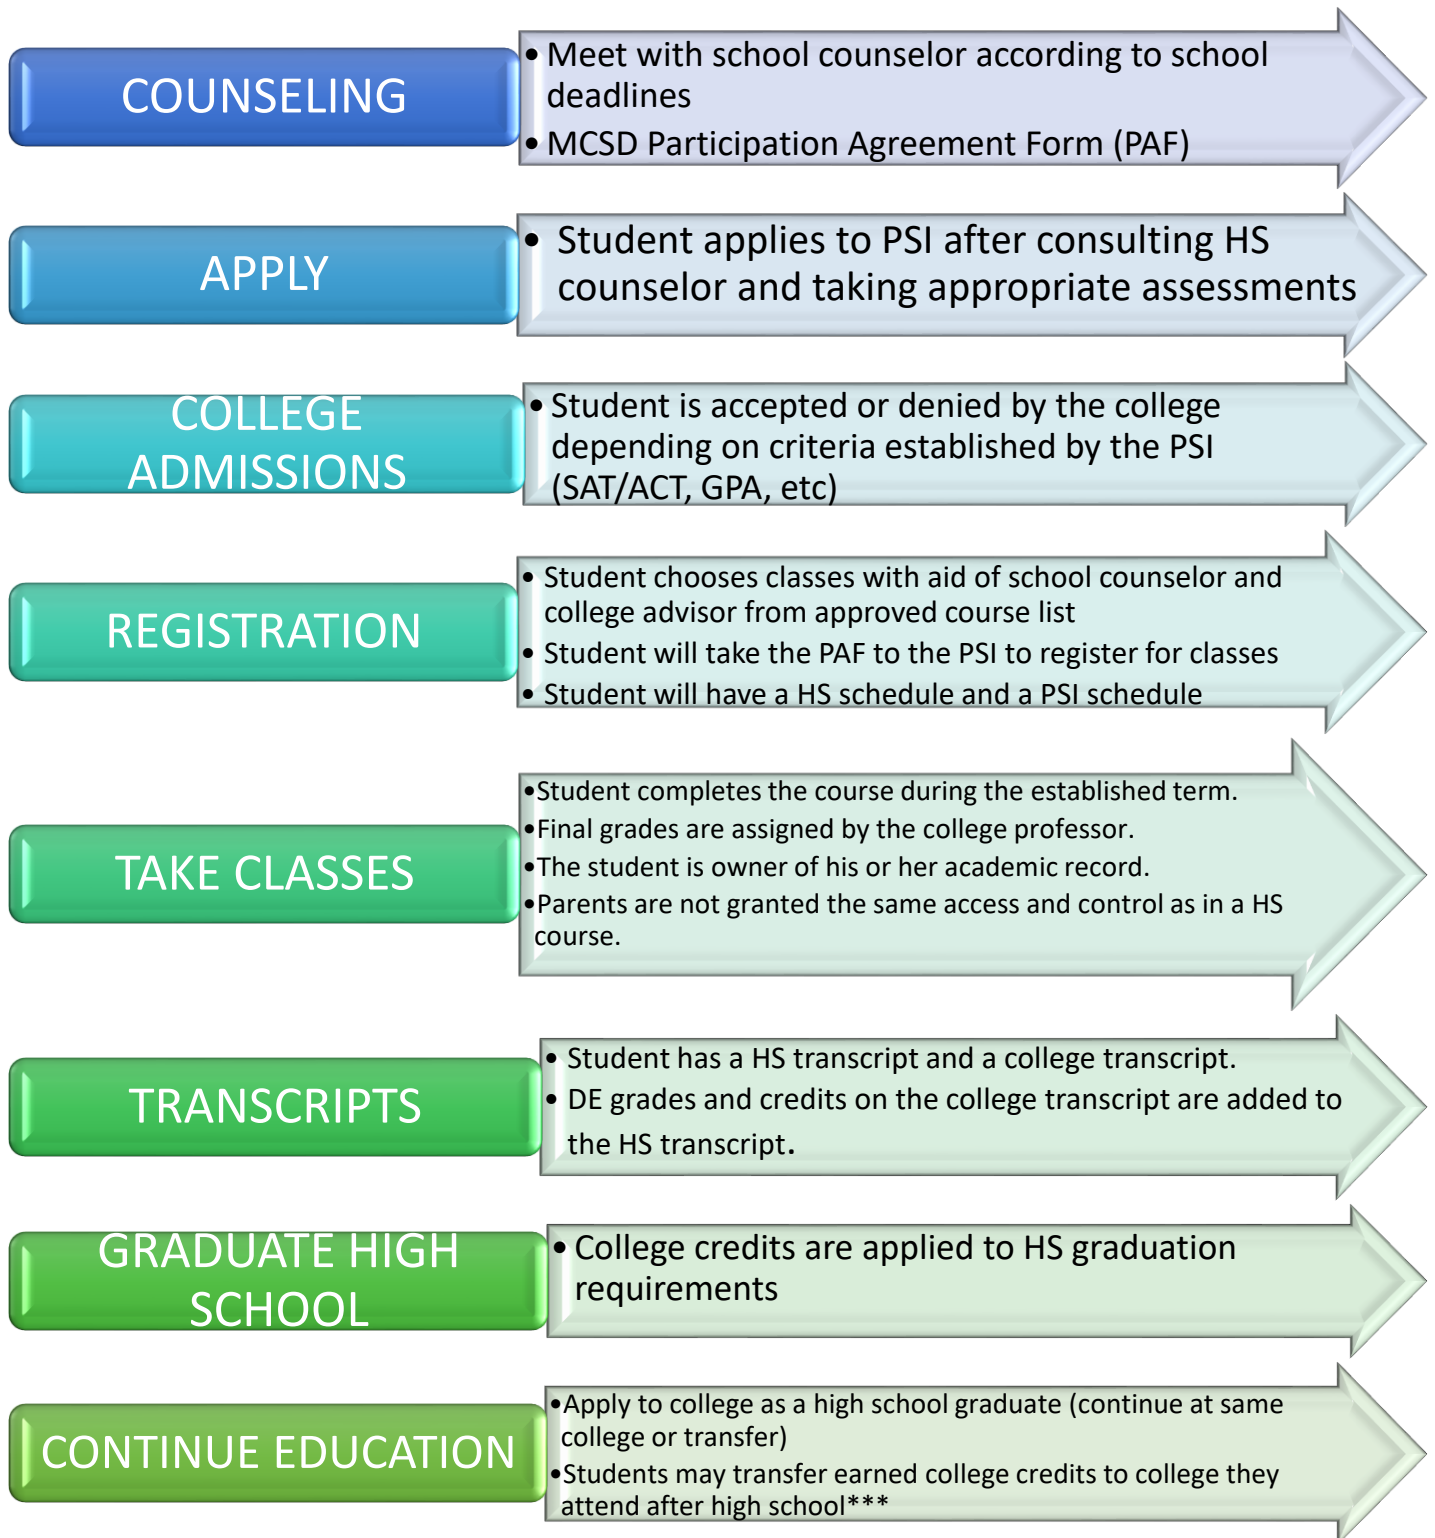 COUNSELING
• Meet with school counselor according to school
deadlines
• MCSD Participation Agreement Form (PAF)
APPLY
• Student applies to PSI after consulting HS
counselor and taking appropriate assessments
COLLEGE
ADMISSIONS
• Student is accepted or denied by the college
depending on criteria established by the PSI
(SAT/ACT, GPA, etc)
REGISTRATION
• Student chooses classes with aid of school counselor and
college advisor from approved course list
• Student will take the PAF to the PSI to register for classes
• Student will have a HS schedule and a PSI schedule
TAKE CLASSES
•Student completes the course during the established term.
•Final grades are assigned by the college professor.
•The student is owner of his or her academic record.
•Parents are not granted the same access and control as in a HS
course.
TRANSCRIPTS
• Student has a HS transcript and a college transcript.
• DE grades and credits on the college transcript are added to
the HS transcript.
GRADUATE HIGH
SCHOOL
• College credits are applied to HS graduation
requirements
CONTINUE EDUCATION
•Apply to college as a high school graduate (continue at same
college or transfer)
•Students may transfer earned college credits to college they
attend after high school***